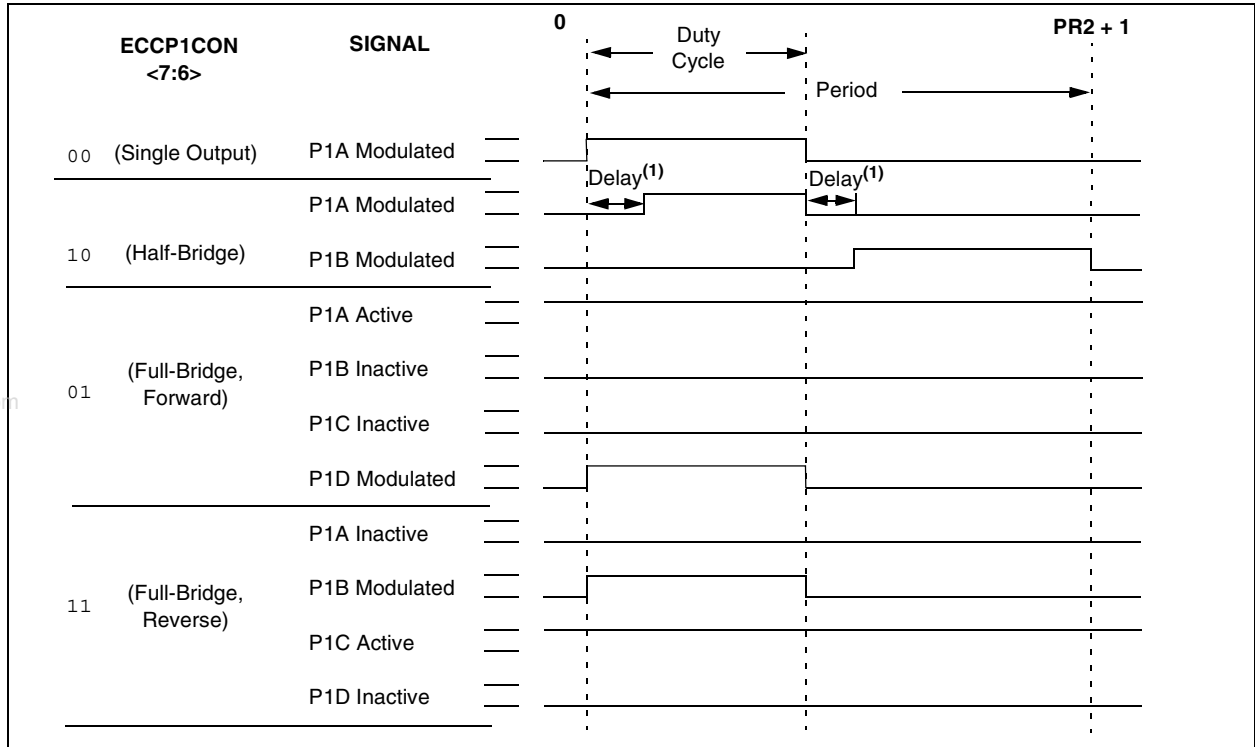 ECCP1CON
<7:6>
SIGNAL
0
Duty
Cycle
PR2 + 1
Period
00 (Single Output) P1A Modulated
Delay(1) Delay(1)
P1A Modulated
10 (Half-Bridge) P1B Modulated
P1A Active
01 (Full-Bridge,
Forward)
P1B Inactive
P1C Inactive
P1D Modulated
P1A Inactive
11 (Full-Bridge,
Reverse)
P1B Modulated
P1C Active
P1D Inactive
m